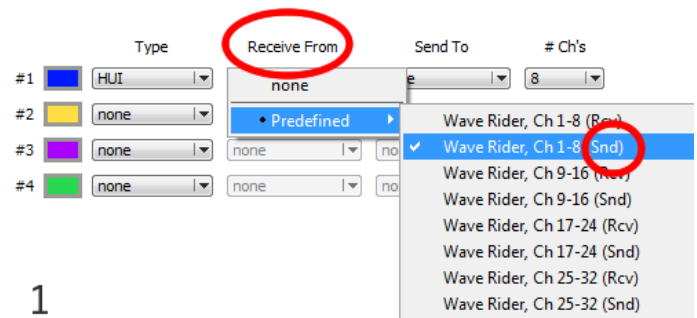 Type Receive From Send To # Ch's
#1 HUI none e 8
#2 none • Predefined
Wave Rider, Ch 1-8 (Rcv)
#3 none none no
Wave Rider, Ch 1-8 (Snd)
Wave Rider, Ch 9-16 (Rcv)
#4 none none no
Wave Rider, Ch 9-16 (Snd)
Wave Rider, Ch 17-24 (Rcv)
Wave Rider, Ch 17-24 (Snd)
Wave Rider, Ch 25-32 (Rcv)
1
Wave Rider, Ch 25-32 (Snd)